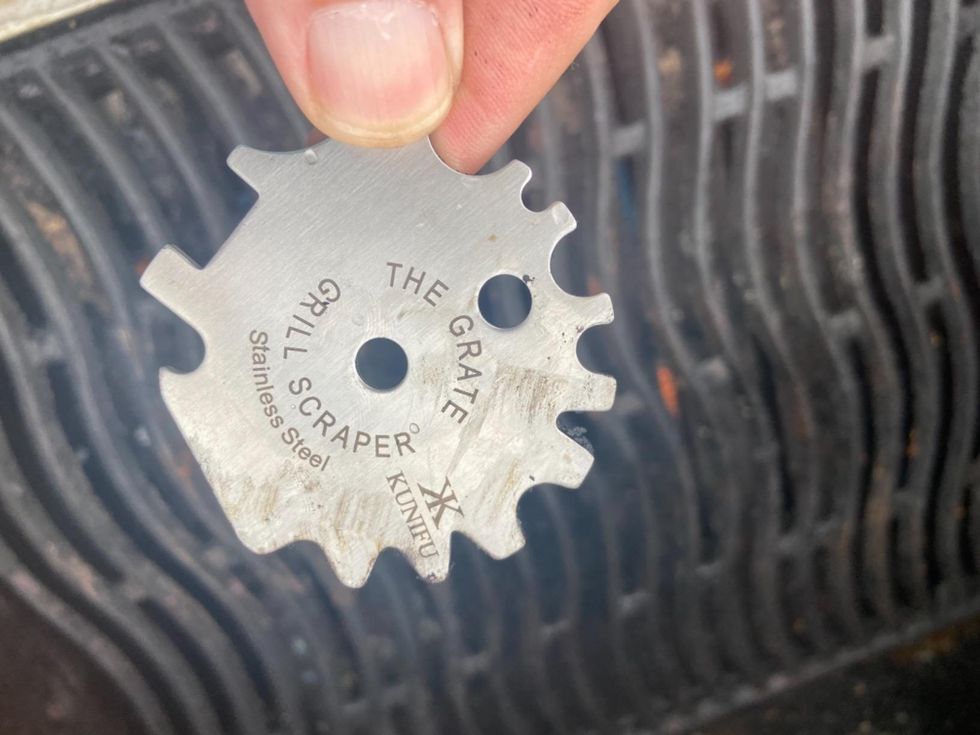 THE GRATE
GRILL SCRAPER
Stainless Steel
KUNIFU